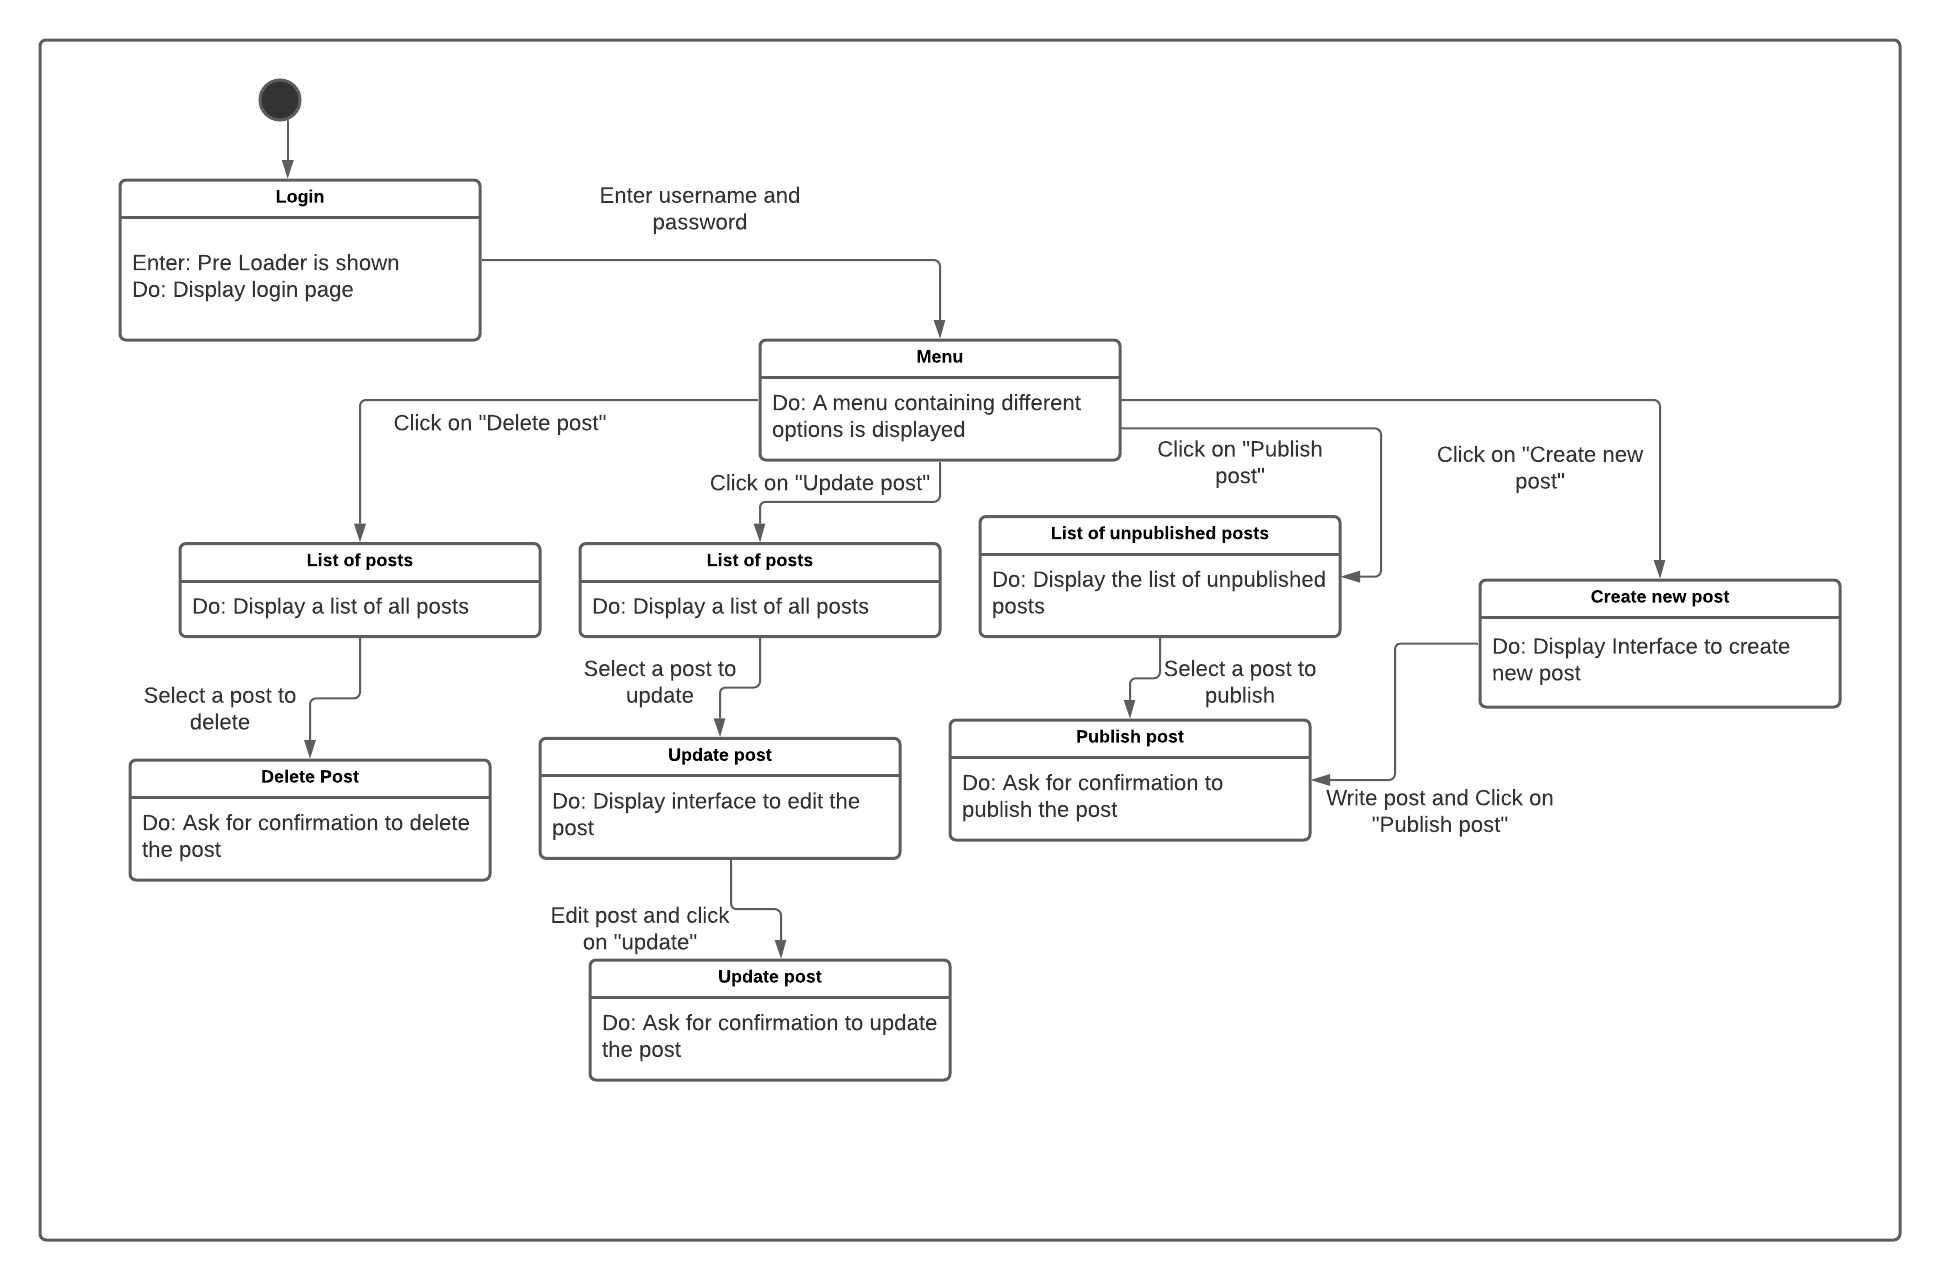 Login
Enter: Pre Loader is shown
Do: Display login page
Enter username and
password
Menu
Do: A menu containing different
options is displayed
Click on "Delete post"
Click on "Update post"
Click on "Publish
post"
Click on "Create new
post"
List of posts
Do: Display a list of all posts
List of posts
Do: Display a list of all posts
List of unpublished posts
Do: Display the list of unpublished
posts
Create new post
Do: Display Interface to create
new post
Select a post to
delete
Select a post to
update
Select a post to
publish
Delete Post
Do: Ask for confirmation to delete
the post
Update post
Do: Display interface to edit the
post
Publish post
Do: Ask for confirmation to
publish the post
Write post and Click on
"Publish post"
Edit post and click
on "update"
Update post
Do: Ask for confirmation to update
the post